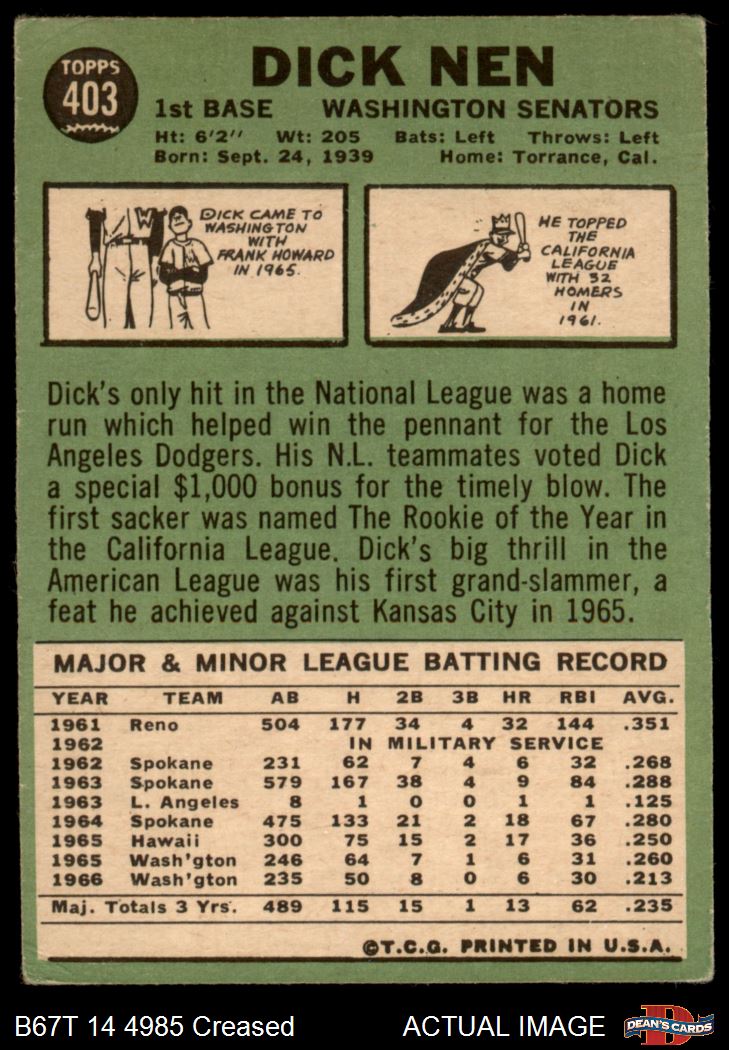 TOPPS
403
DICK NEN
1st BASE WASHINGTON SENATORS
Ht: 6'2" Wt: 205 Bats: Left Throws: Left
Born: Sept. 24, 1939 Home: Torrance, Cal.
W
DICK CAME TO
WASHINGTON
WITH
FRANK HOWARD
IN 1965.
HE TOPPED
THE
CALIFORNIA
LEAGUE
WITH 32
HOMERS
IN
1961.
Dick's only hit in the National League was a home
run which helped win the pennant for the Los
Angeles Dodgers. His N.L. teammates voted Dick
a special $1,000 bonus for the timely blow. The
first sacker was named The Rookie of the Year in
the California League. Dick's big thrill in the
American League was his first grand-slammer, a
feat he achieved against Kansas City in 1965.
MAJOR & MINOR LEAGUE BATTING RECORD
YEAR TEAM AB H 2B 3B HR RBI AVG.
1961 Reno 504 177 34 4 32 144 .351
1962 IN MILITARY SERVICE
1962 Spokane 231 62 7 4 6 32 .268
1963 Spokane 579 167 38 4 9 84 .288
1963 L. Angeles 8 1 0 0 1 1 .125
1964 Spokane 475 133 21 2 18 67 .280
1965 Hawaii 300 75 15 2 17 36 .250
1965 Wash'gton 246 64 7 1 6 31 .260
1966 Wash'gton 235 50 8 0 6 30 .213
Maj. Totals 3 Yrs. 489 115 15 1 13 62 .235
©T.C.G. PRINTED IN U.S.A.
B67T 14 4985 Creased ACTUAL IMAGE
D
DEAN'S CARDS